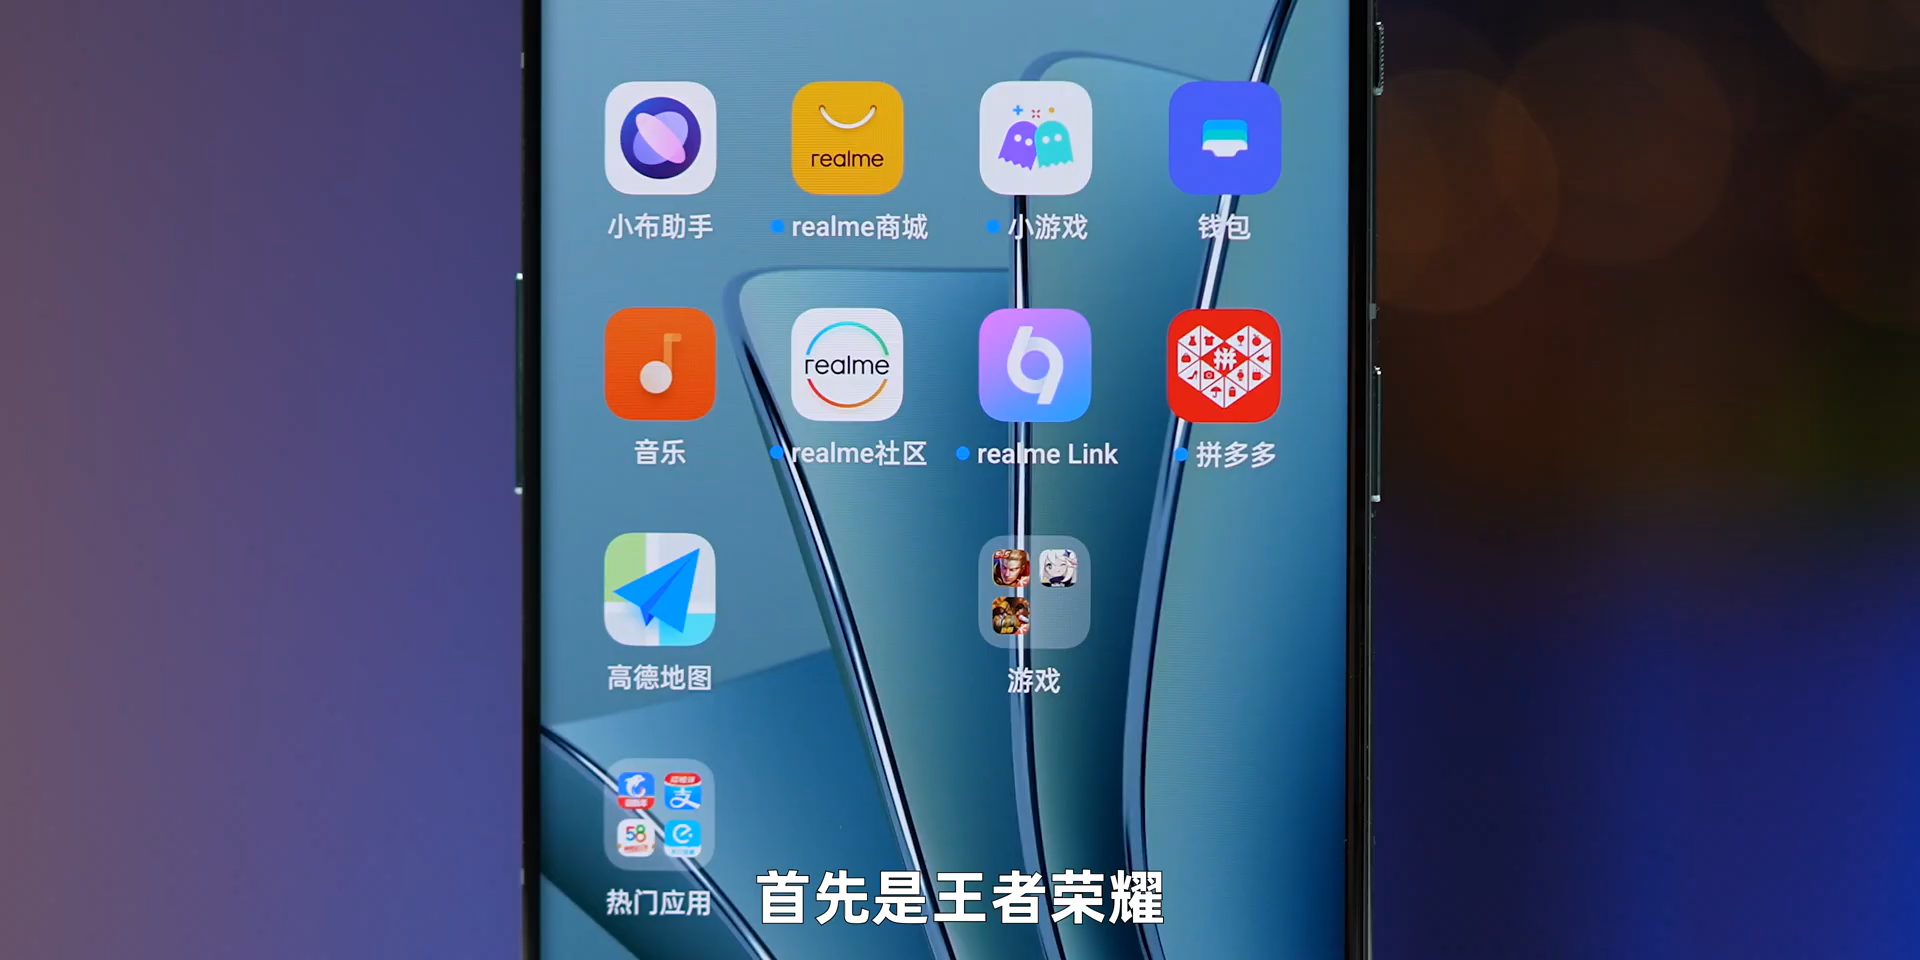 realme
小布助手
realme商城
小游戏
钱包
realme
拼
音乐
realme社区
realme Link
拼多多
高德地图
游戏
支
58
热门应用
首先是王者荣耀